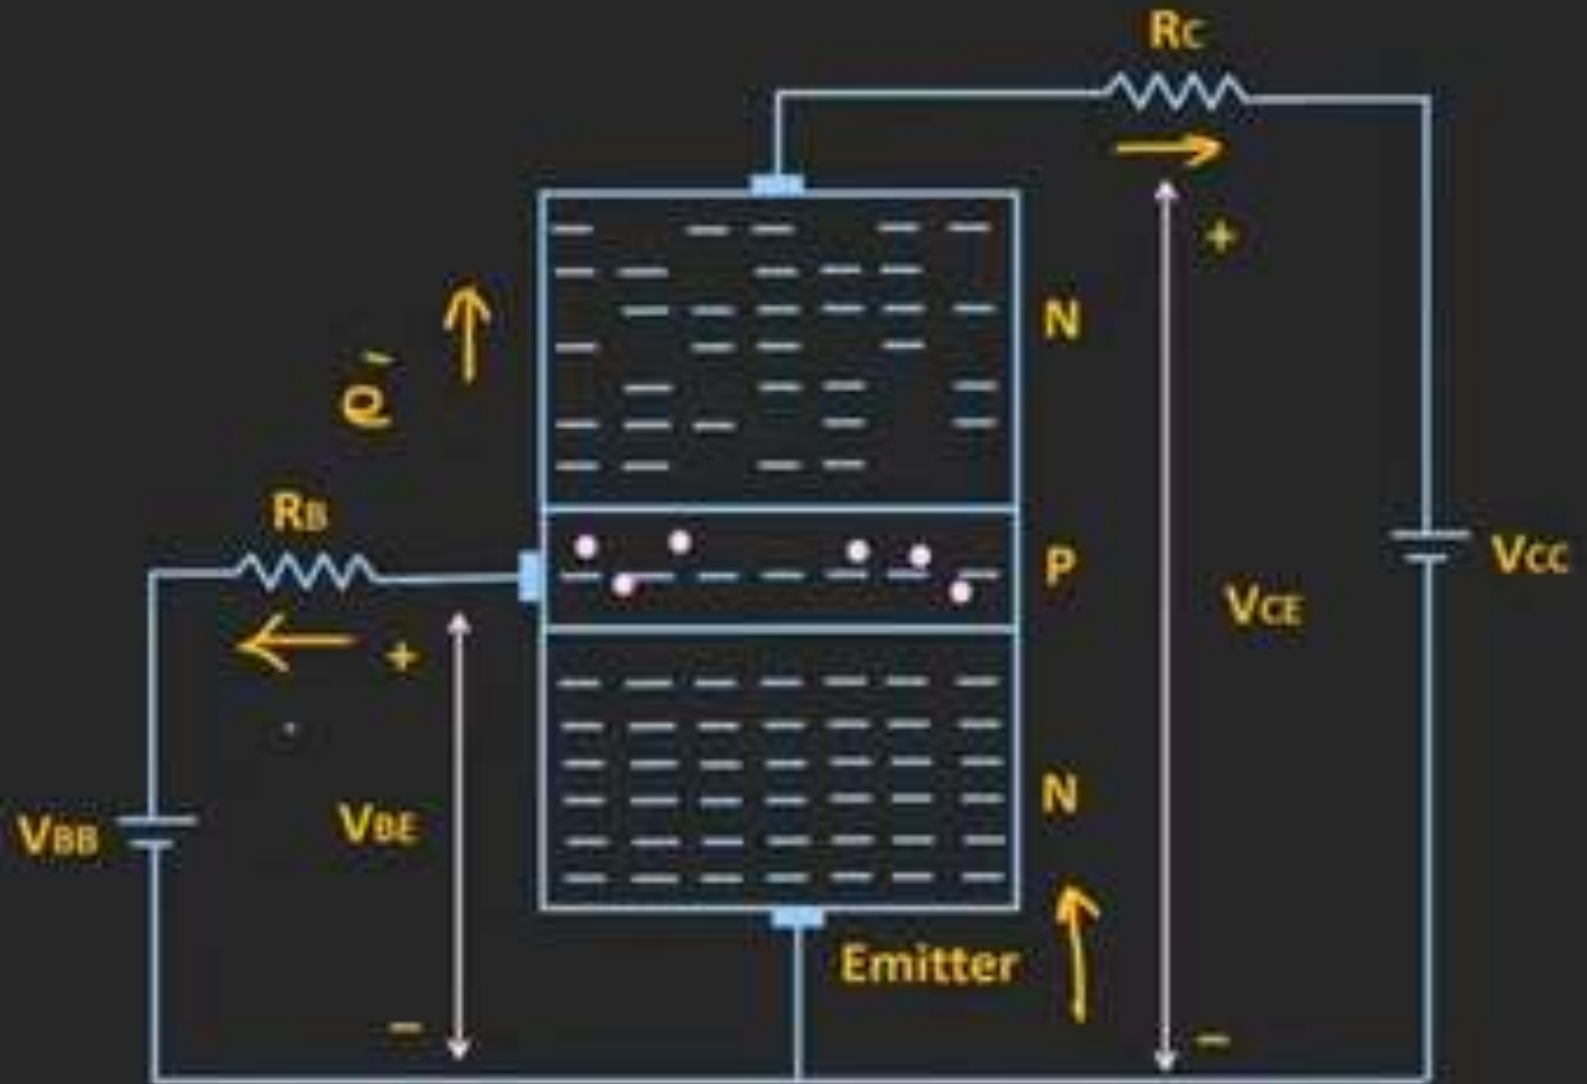 RC
+
N
e-
RB
P
VCC
VCE
+
N
VBB
VBE
Emitter
-
-